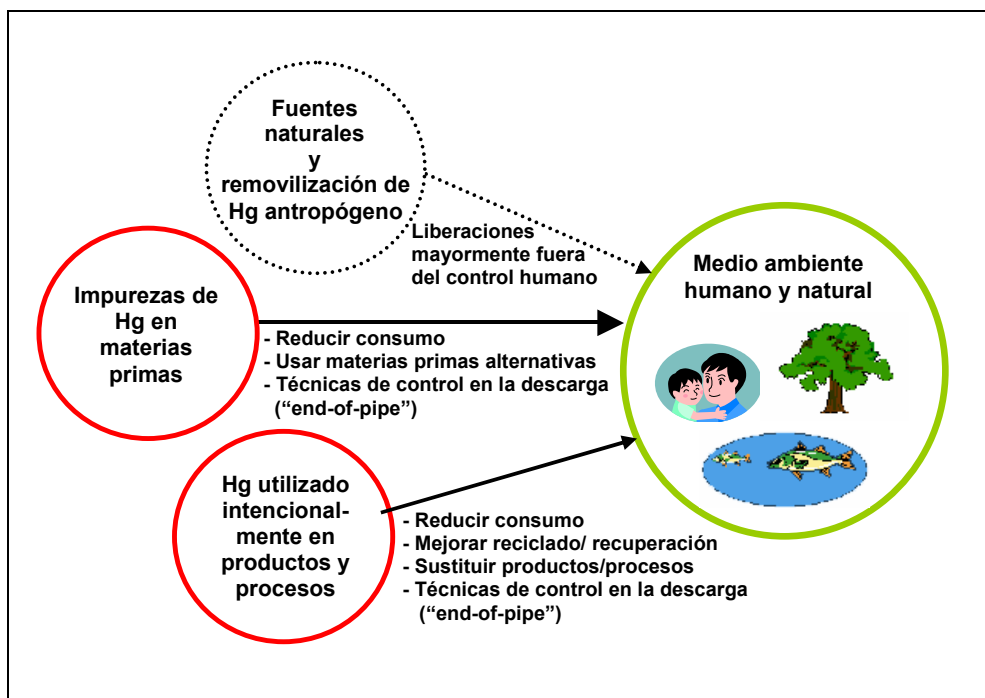 Fuentes
naturales
y
removilización de
Hg antropógeno
Liberaciones
mayormente fuera
del control humano
Medio ambiente
humano y natural
Impurezas de
Hg en
materias
primas
- Reducir consumo
- Usar materias primas alternativas
- Técnicas de control en la descarga
(“end-of-pipe”)
Hg utilizado
intencional-
mente en
productos y
procesos
- Reducir consumo
- Mejorar reciclado/ recuperación
- Sustituir productos/procesos
- Técnicas de control en la descarga
(“end-of-pipe”)